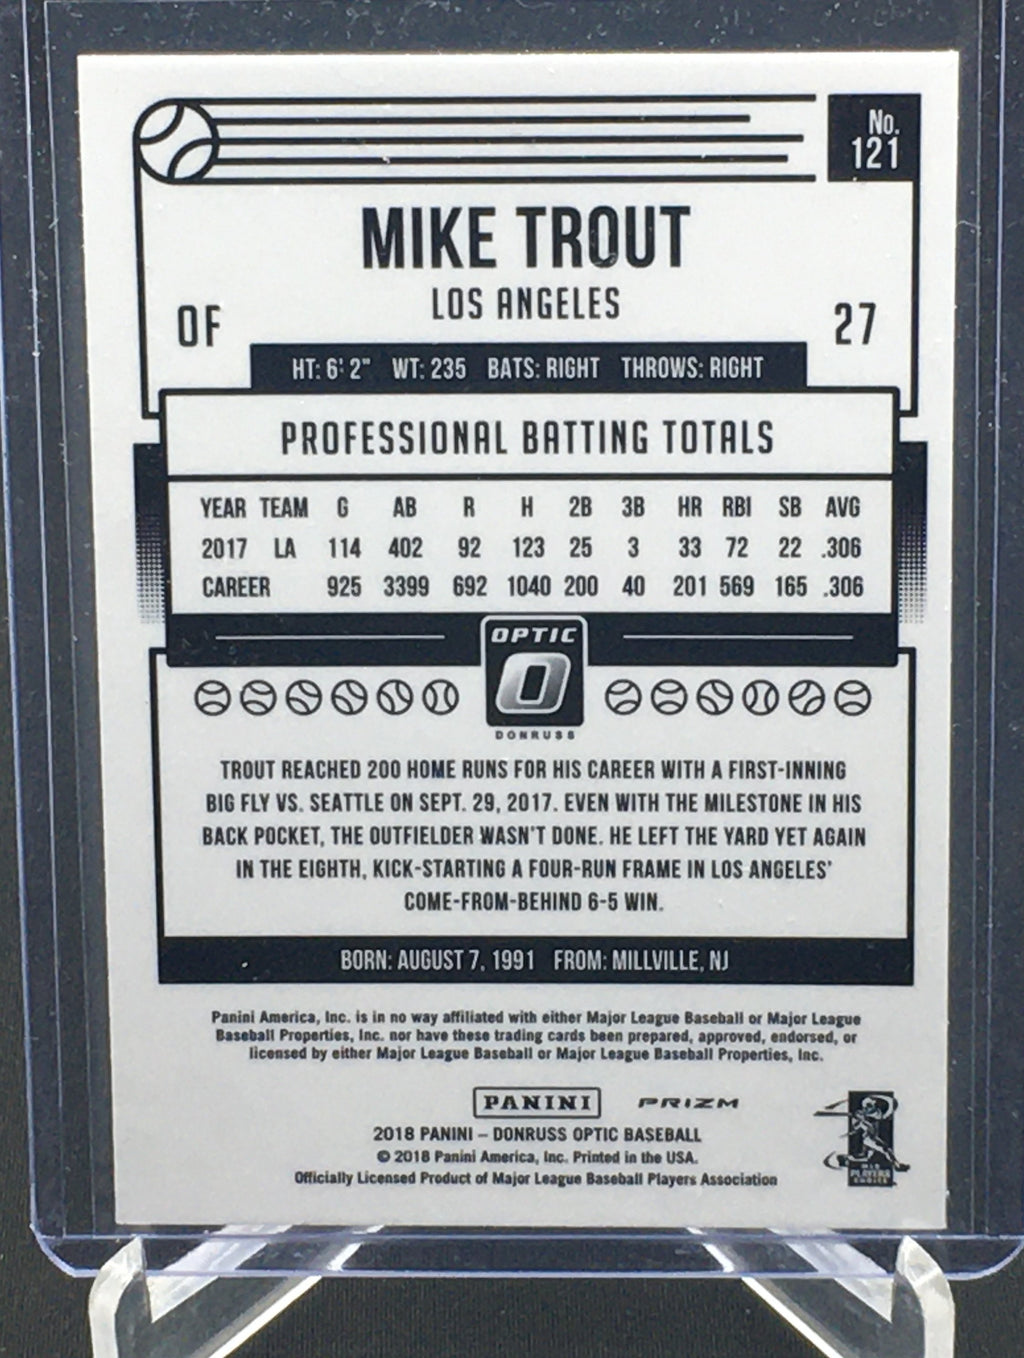 No.
121
MIKE TROUT
LOS ANGELES
OF
27
HT: 6' 2" WT: 235 BATS: RIGHT THROWS: RIGHT
PROFESSIONAL BATTING TOTALS
YEAR TEAM G AB R H 2B 3B HR RBI SB AVG
2017 LA 114 402 92 123 25 3 33 72 22 .306
CAREER 925 3399 692 1040 200 40 201 569 165 .306
OPTIC
O
DONRUSS
TROUT REACHED 200 HOME RUNS FOR HIS CAREER WITH A FIRST-INNING
BIG FLY VS. SEATTLE ON SEPT. 29, 2017. EVEN WITH THE MILESTONE IN HIS
BACK POCKET, THE OUTFIELDER WASN'T DONE. HE LEFT THE YARD YET AGAIN
IN THE EIGHTH, KICK-STARTING A FOUR-RUN FRAME IN LOS ANGELES'
COME-FROM-BEHIND 6-5 WIN.
BORN: AUGUST 7, 1991 FROM: MILLVILLE, NJ
Panini America, Inc. is in no way affiliated with either Major League Baseball or Major League
Baseball Properties, Inc. nor have these trading cards been prepared, approved, endorsed, or
licensed by either Major League Baseball or Major League Baseball Properties, Inc.
PANINI PRIZM
2018 PANINI – DONRUSS OPTIC BASEBALL
© 2018 Panini America, Inc. Printed in the USA.
Officially Licensed Product of Major League Baseball Players Association
MLB
PLAYERS
CHOICE